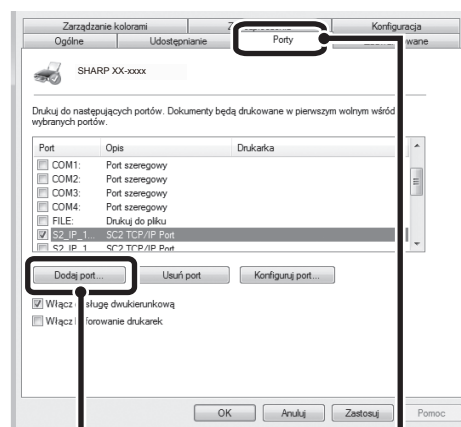 Zarządzanie kolorami Konfiguracja
Ogólne Udostępnianie Porty
SHARP XX-xxxx
Drukuj do następujących portów. Dokumenty będą drukowane w pierwszym wolnym wśród
wybranych portów.
Port Opis Drukarka
COM1: Port szeregowy
COM2: Port szeregowy
COM3: Port szeregowy
COM4: Port szeregowy
FILE: Drukuj do pliku
S2_IP_1... SC2 TCP/IP Port
S2_IP_1 SC2 TCP/IP Port
Dodaj port... Usuń port Konfiguruj port...
Włącz dwukierunkową
Włącz drukarek
OK Anuluj Zastosuj Pomoc